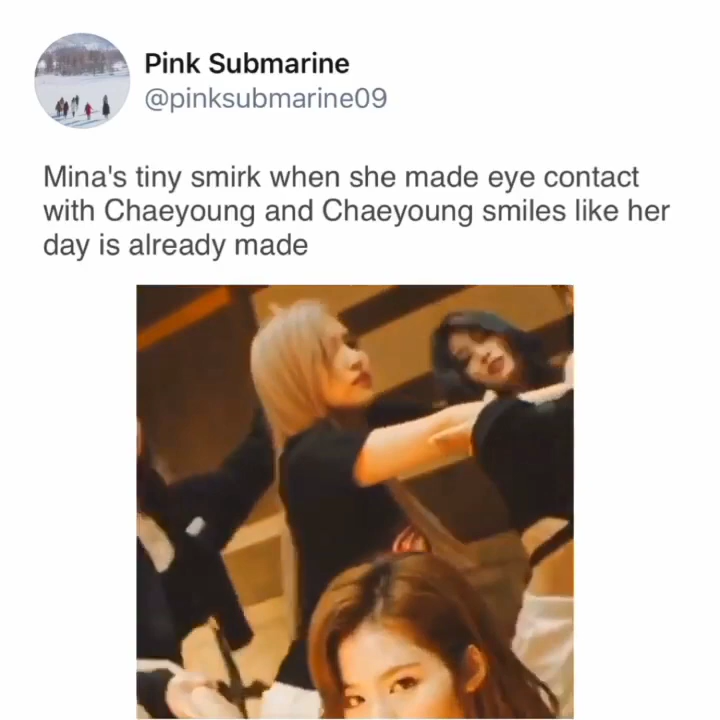 Pink Submarine
@pinksubmarine09
Mina's tiny smirk when she made eye contact
with Chaeyoung and Chaeyoung smiles like her
day is already made